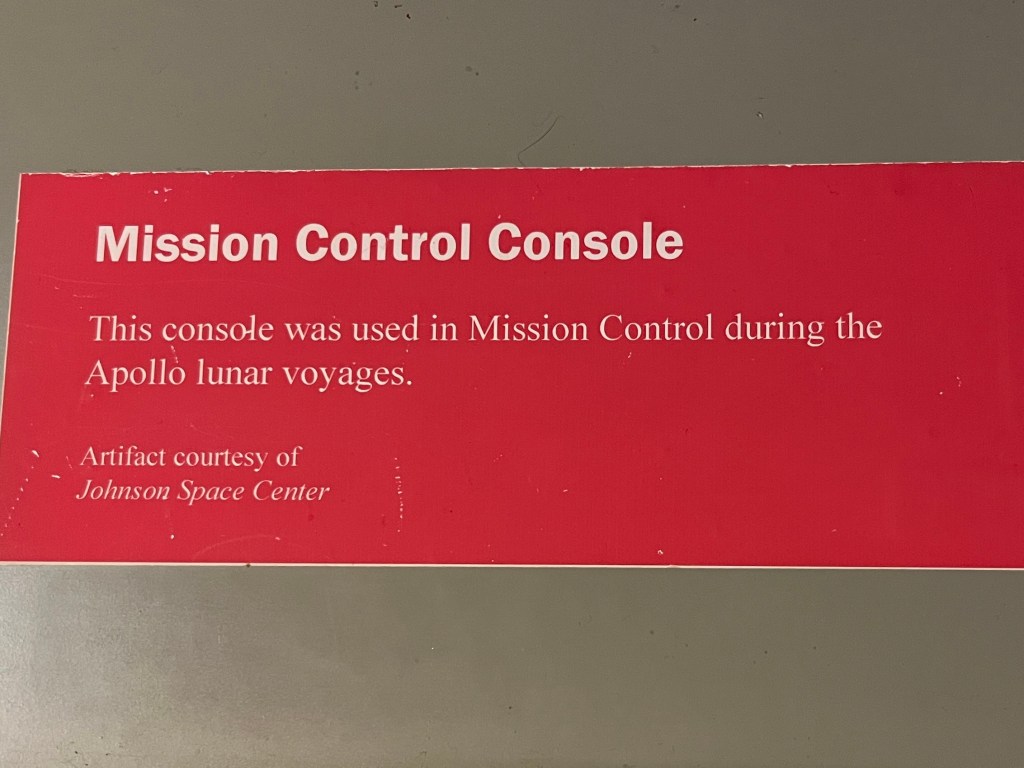 Mission Control Console
This console was used in Mission Control during the
Apollo lunar voyages.
Artifact courtesy of
Johnson Space Center